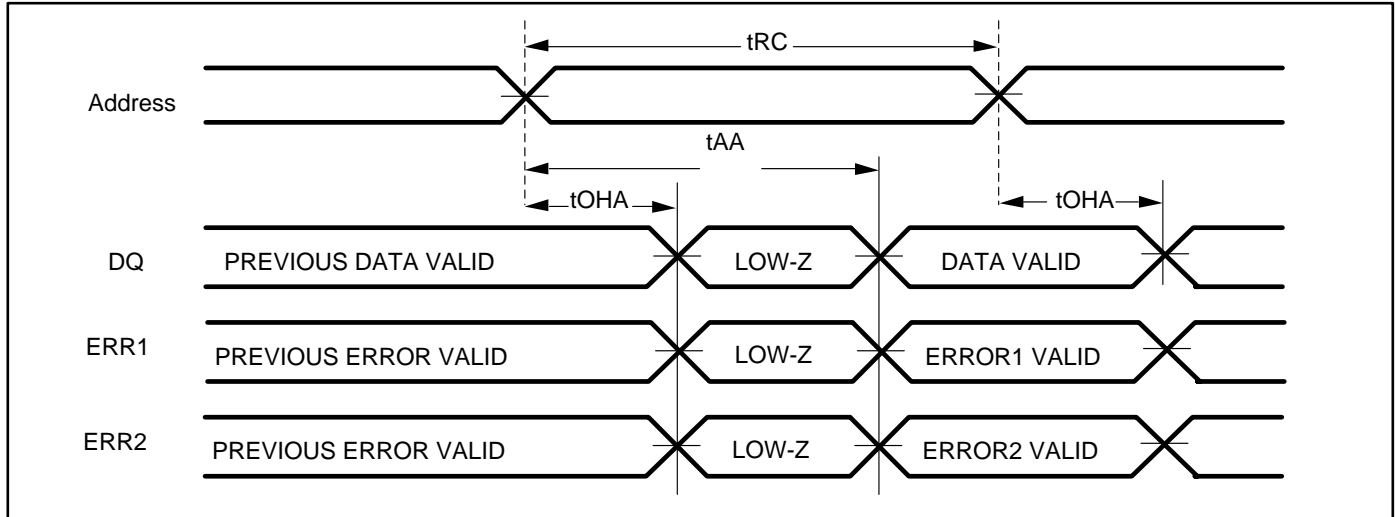 tRC
Address
tAA
tOHA tOHA
DQ PREVIOUS DATA VALID LOW-Z DATA VALID
ERR1 PREVIOUS ERROR VALID LOW-Z ERROR1 VALID
ERR2 PREVIOUS ERROR VALID LOW-Z ERROR2 VALID